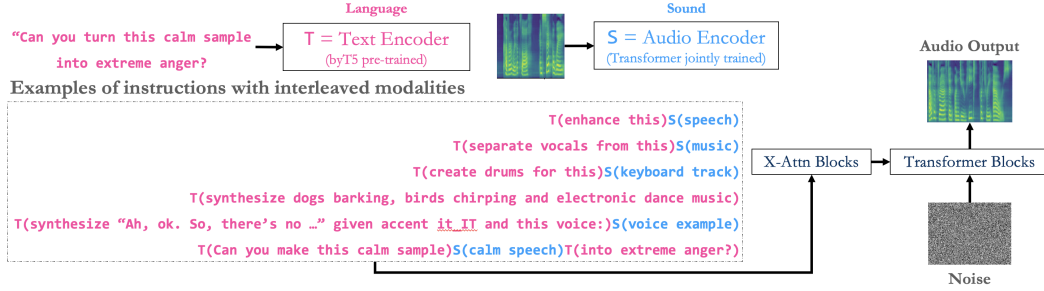 Language
Sound
“Can you turn this calm sample
into extreme anger?
T = Text Encoder
(byT5 pre-trained)
S = Audio Encoder
(Transformer jointly trained)
Audio Output
Examples of instructions with interleaved modalities
T(enhance this)S(speech)
T(separate vocals from this)S(music)
T(create drums for this)S(keyboard track)
T(synthesize dogs barking, birds chirping and electronic dance music)
T(synthesize “Ah, ok. So, there’s no …” given accent it_IT and this voice:)S(voice example)
T(Can you make this calm sample)S(calm speech)T(into extreme anger?)
X-Attn Blocks
Transformer Blocks
Noise